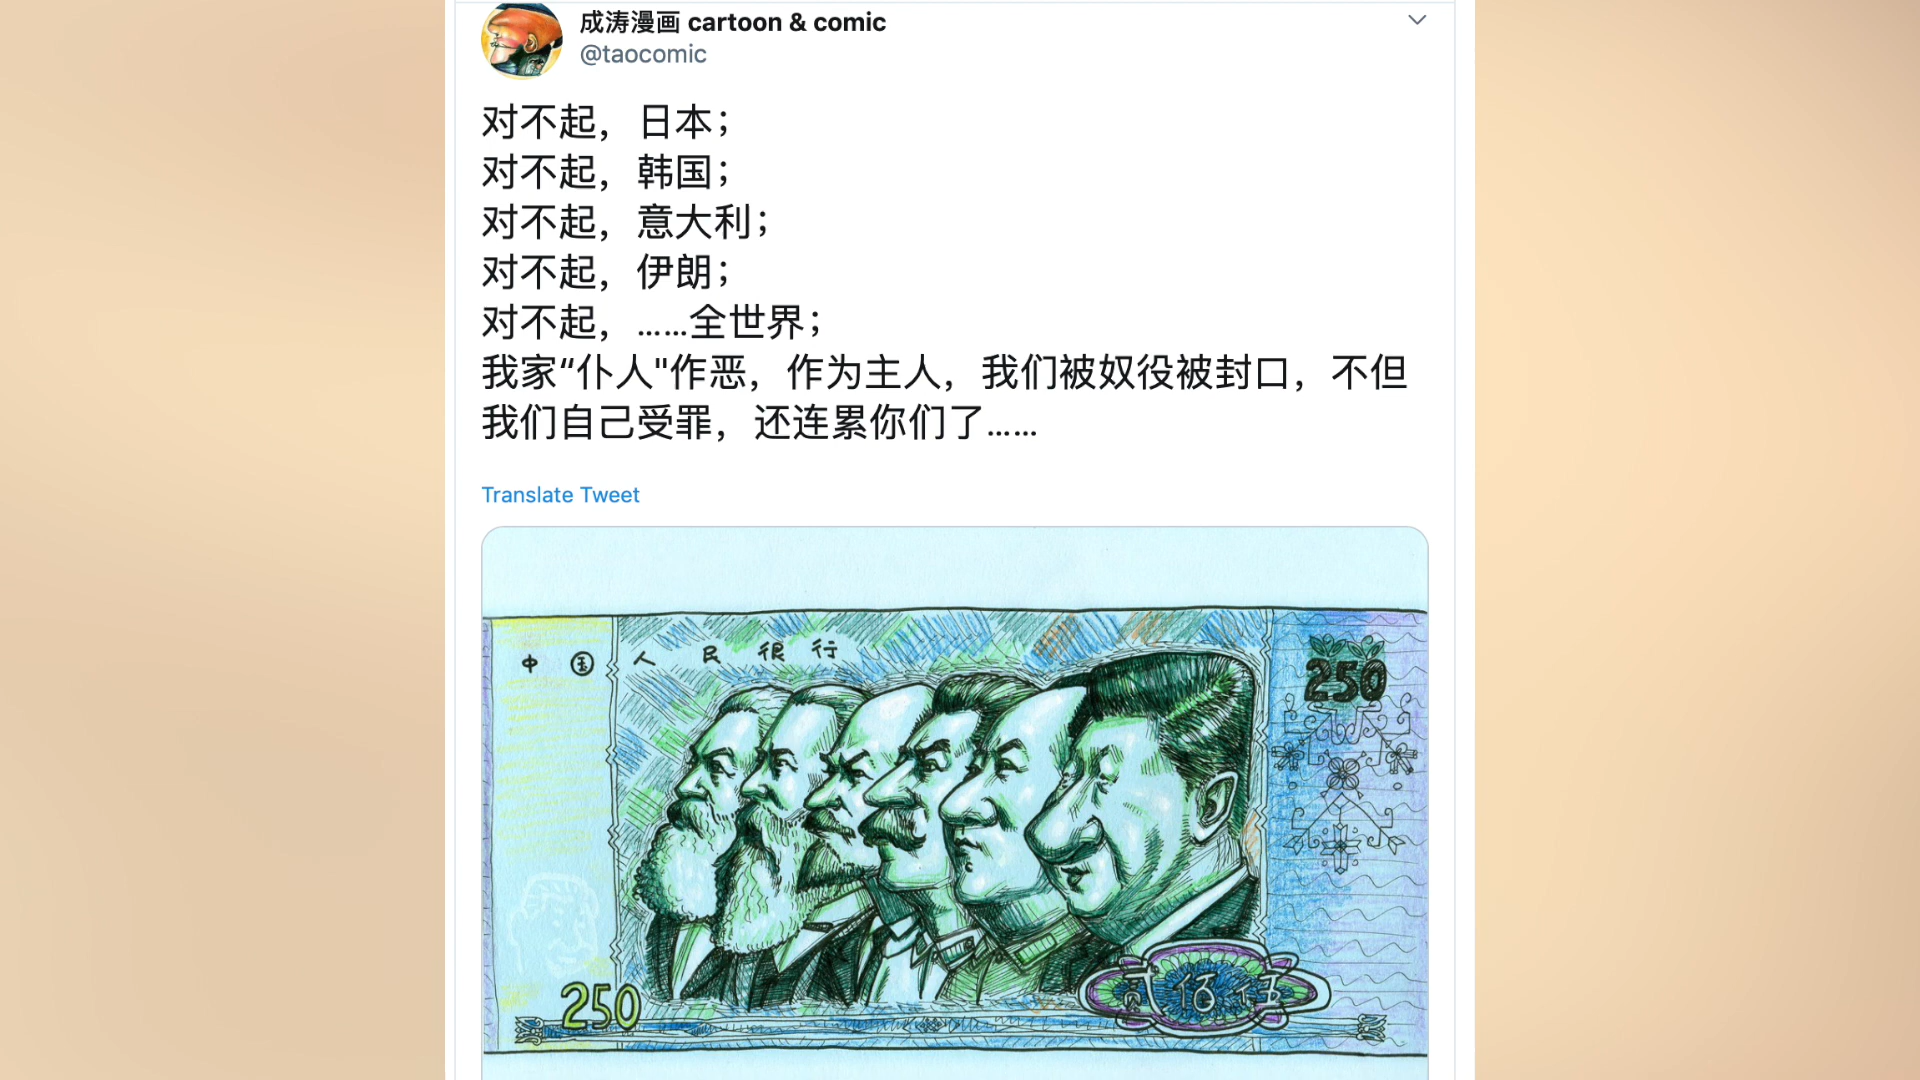 成涛漫画 cartoon & comic
@taocomic
对不起，日本；
对不起，韩国；
对不起，意大利；
对不起，伊朗；
对不起，……全世界；
我家“仆人"作恶，作为主人，我们被奴役被封口，不但
我们自己受罪，还连累你们了……
Translate Tweet
中 国 人 民 很 行
250
250
贰佰伍